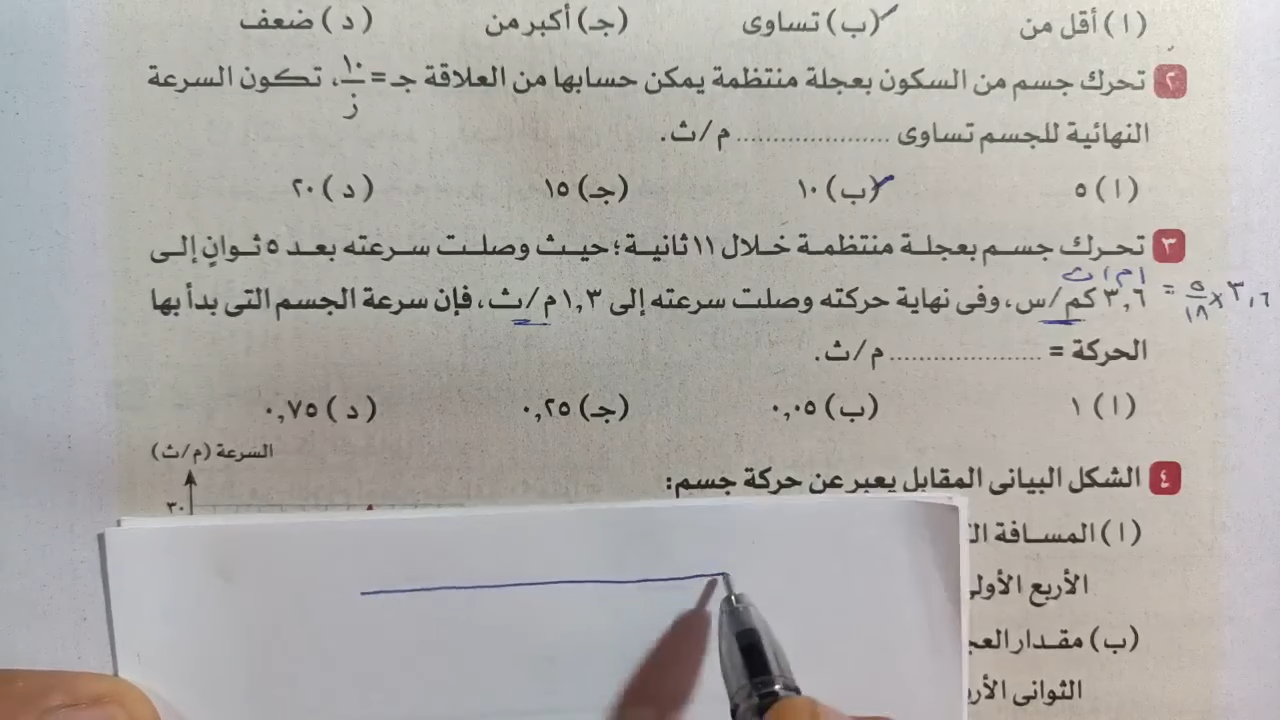 (ا) أقل من (ب) تساوى (جـ) أكبر من (د) ضعف
٢ تحرك جسم من السكون بعجلة منتظمة يمكن حسابها من العلاقة جـ = ١٠/ز، تكون السرعة
النهائية للجسم تساوى .................... م/ث.
(ا) ٥ (ب) ١٠ (جـ) ١٥ (د) ٢٠
٣ تحرك جسم بعجلة منتظمة خلال ١١ ثانية؛ حيث وصلت سرعته بعد ٥ ثوانٍ إلى
١م/ث
٣,٦ كم/س، وفى نهاية حركته وصلت سرعته إلى ١,٣ م/ث، فإن سرعة الجسم التى بدأ بها
٣,٦ × ٥/١٨ =
الحركة = .................... م/ث.
(ا) ١ (ب) ٠,٠٥ (جـ) ٠,٢٥ (د) ٠,٧٥
السرعة (م/ث)
٤ الشكل البيانى المقابل يعبر عن حركة جسم:
٣٠
(ا) المسافة
الأربع الأولى
(ب) مقدار
الثوانى